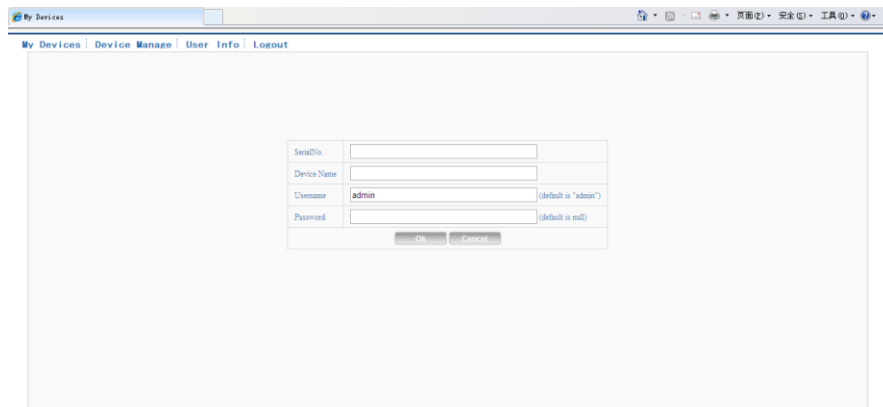 My Devices
页面(P) 安全(S) 工具(O)
My Devices Device Manage User Info Logout
SerialNo.
Device Name
Username admin (default is "admin")
Password (default is null)
Ok Cancel